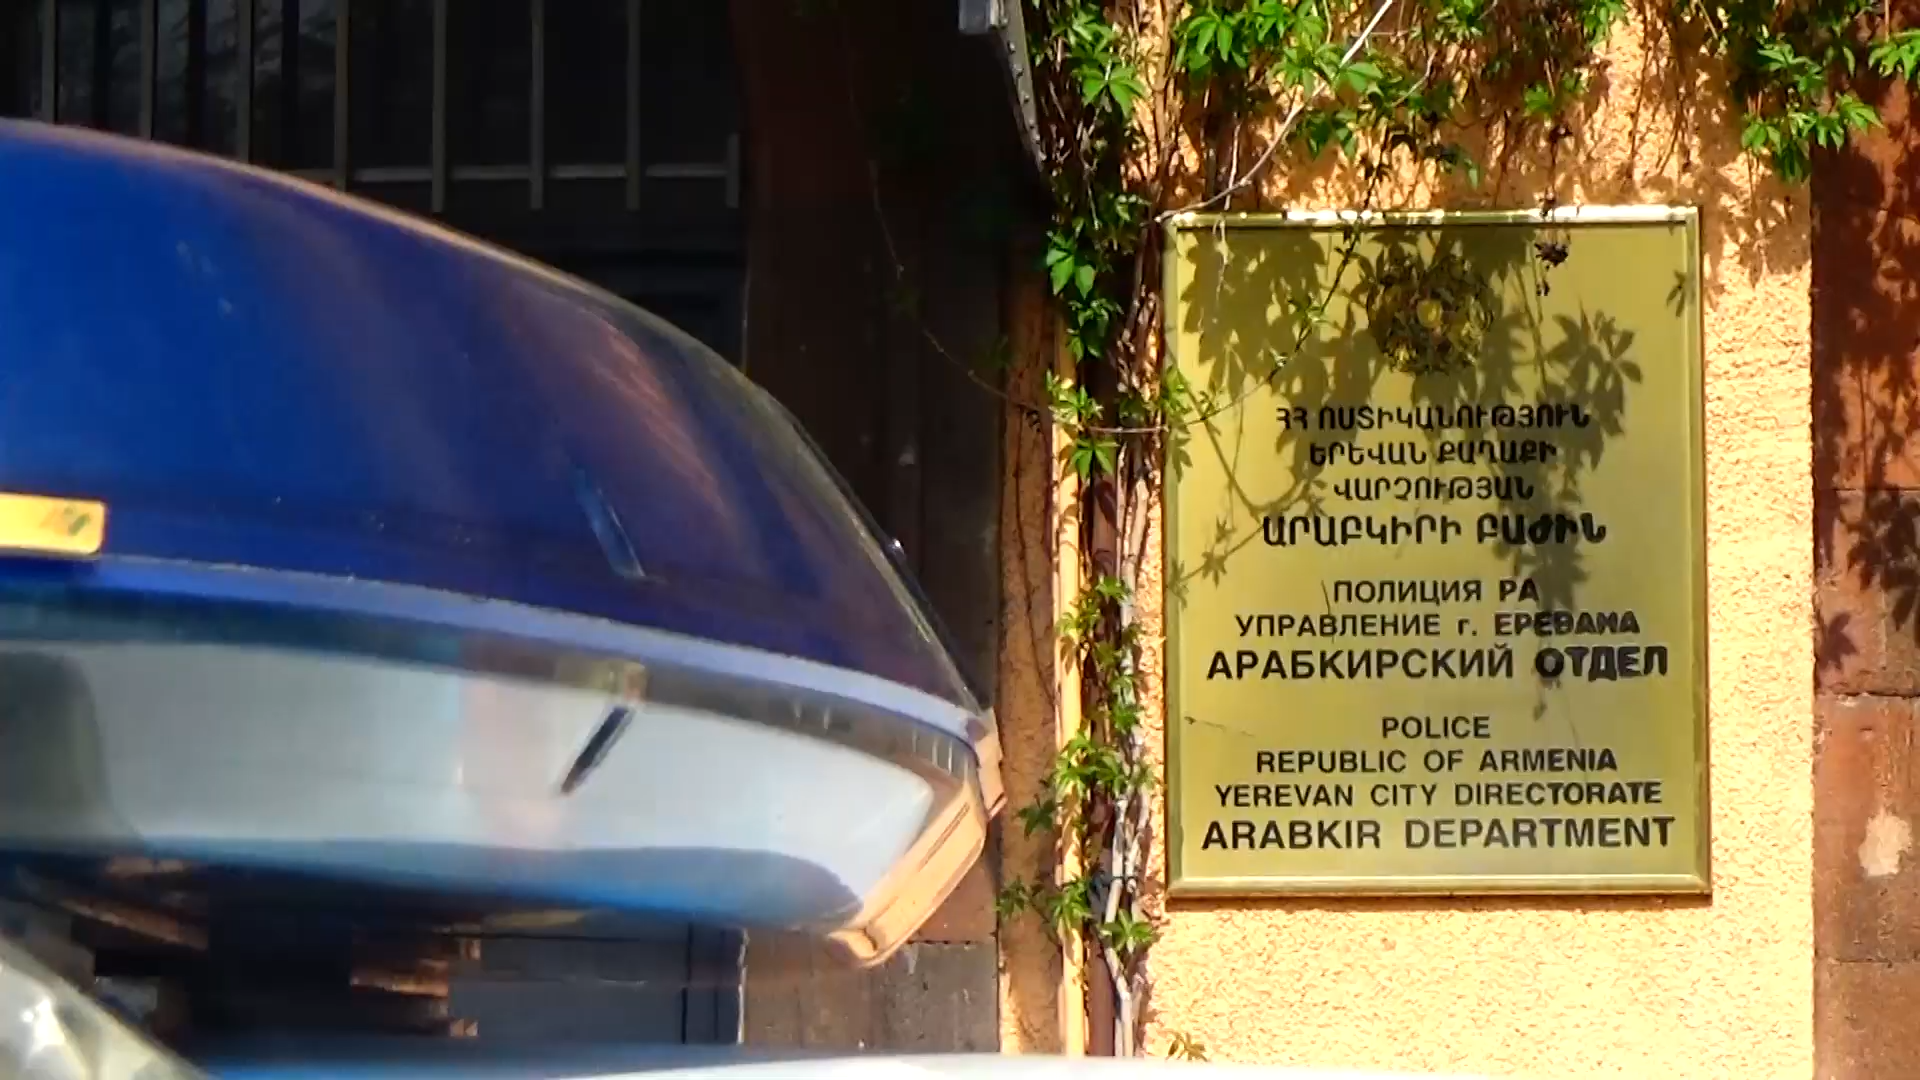 ՀՀ ՈՍՏԻԿԱՆՈՒԹՅՈՒՆ
ԵՐԵՎԱՆ ՔԱՂԱՔԻ
ՎԱՐՉՈՒԹՅԱՆ
ԱՐԱԲԿԻՐԻ ԲԱԺԻՆ
ПОЛИЦИЯ РА
УПРАВЛЕНИЕ г. ЕРЕВАНА
АРАБКИРСКИЙ ОТДЕЛ
POLICE
REPUBLIC OF ARMENIA
YEREVAN CITY DIRECTORATE
ARABKIR DEPARTMENT